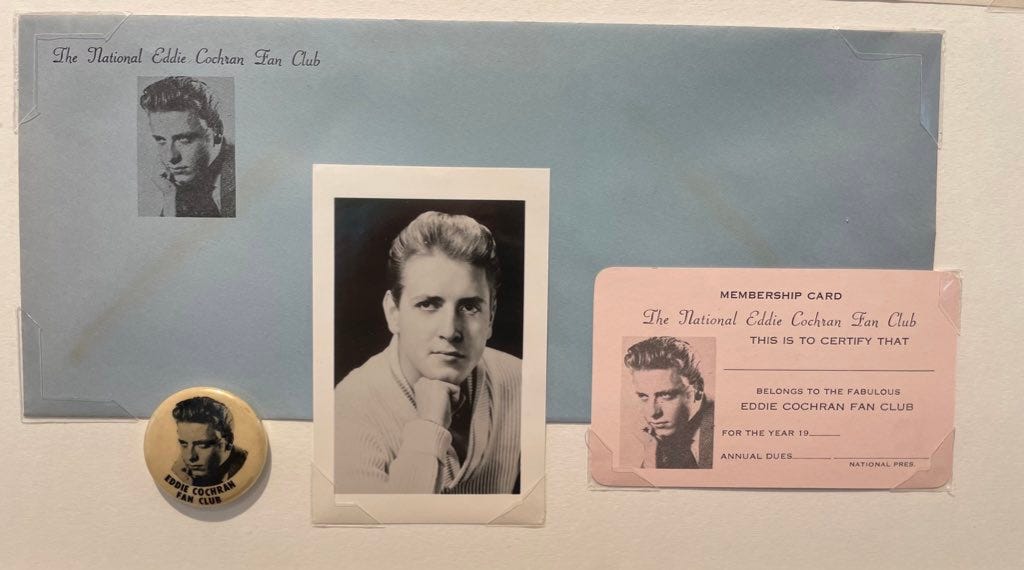 The National Eddie Cochran Fan Club
EDDIE COCHRAN
FAN CLUB
MEMBERSHIP CARD
The National Eddie Cochran Fan Club
THIS IS TO CERTIFY THAT
BELONGS TO THE FABULOUS
EDDIE COCHRAN FAN CLUB
FOR THE YEAR 19
ANNUAL DUES
NATIONAL PRES.